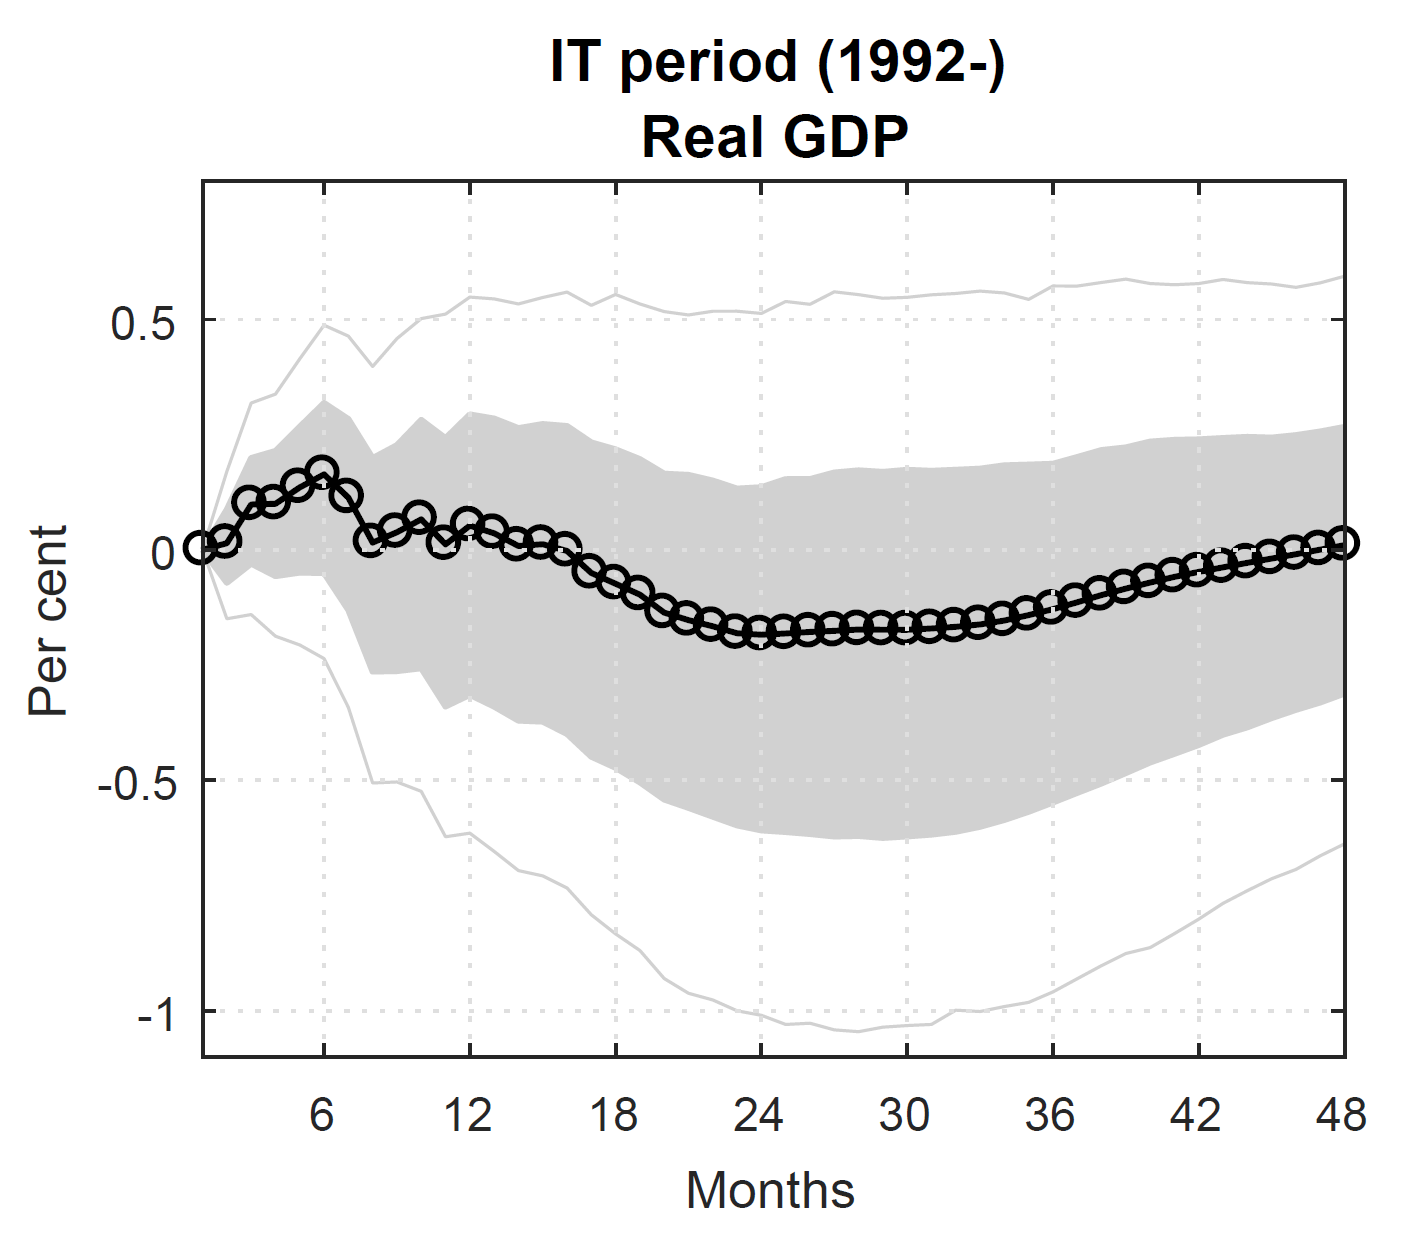 IT period (1992-)
Real GDP
0.5
0
-0.5
-1
Per cent
6 12 18 24 30 36 42 48
Months